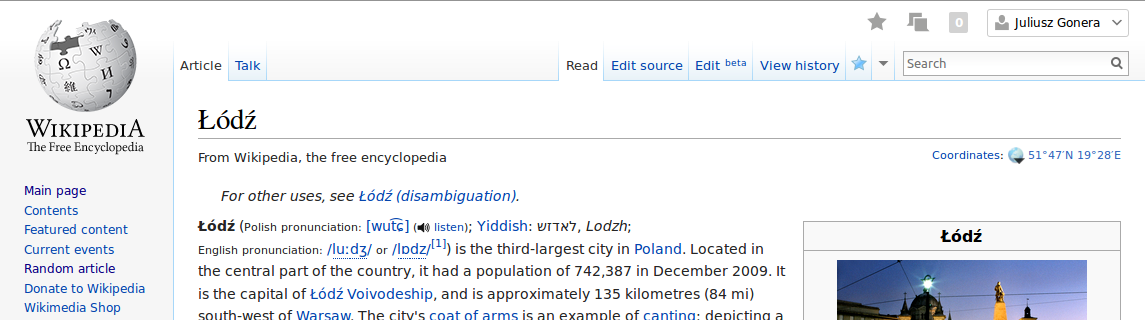 0
Juliusz Gonera
Article Talk Read Edit source Edit beta View history Search
WIKIPEDIA
The Free Encyclopedia
Łódź
From Wikipedia, the free encyclopedia
Coordinates: 51°47′N 19°28′E
Main page
Contents
Featured content
Current events
Random article
Donate to Wikipedia
Wikimedia Shop
For other uses, see Łódź (disambiguation).
Łódź (Polish pronunciation: [wut͡ɕ] (listen); Yiddish: לאדזש, Lodzh;
English pronunciation: /luːdʒ/ or /lɒdz/[1]) is the third-largest city in Poland. Located in
the central part of the country, it had a population of 742,387 in December 2009. It
is the capital of Łódź Voivodeship, and is approximately 135 kilometres (84 mi)
south-west of Warsaw. The city's coat of arms is an example of canting: depicting a
Łódź